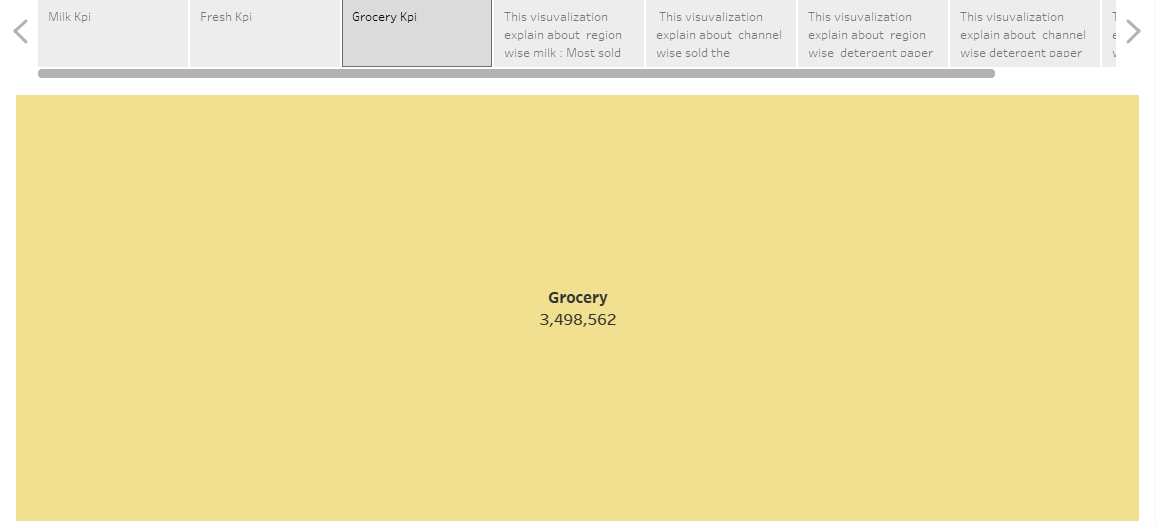 Milk Kpi
Fresh Kpi
Grocery Kpi
This visuvalization
explain about region
wise milk : Most sold
This visuvalization
explain about channel
wise sold the
This visuvalization
explain about region
wise detergent paper
This visuvalization
explain about channel
wise detergent paper
Grocery
3,498,562